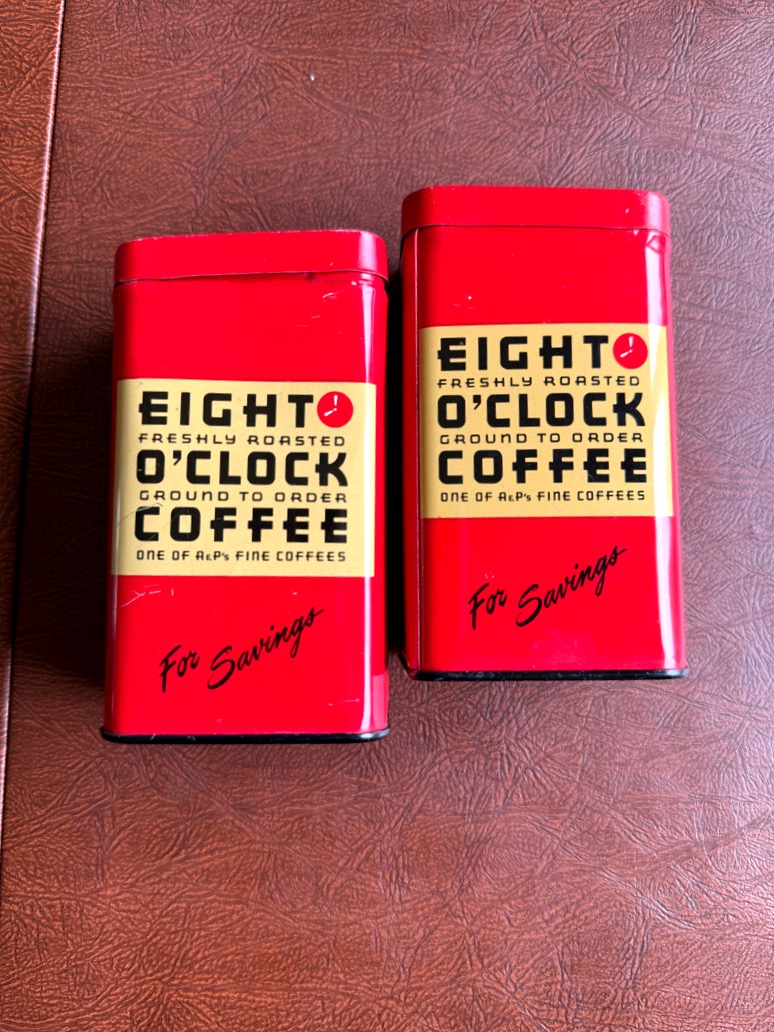 EIGHT
FRESHLY ROASTED
O'CLOCK
GROUND TO ORDER
COFFEE
ONE OF A&P's FINE COFFEES
For Savings
EIGHT
FRESHLY ROASTED
O'CLOCK
GROUND TO ORDER
COFFEE
ONE OF A&P's FINE COFFEES
For Savings